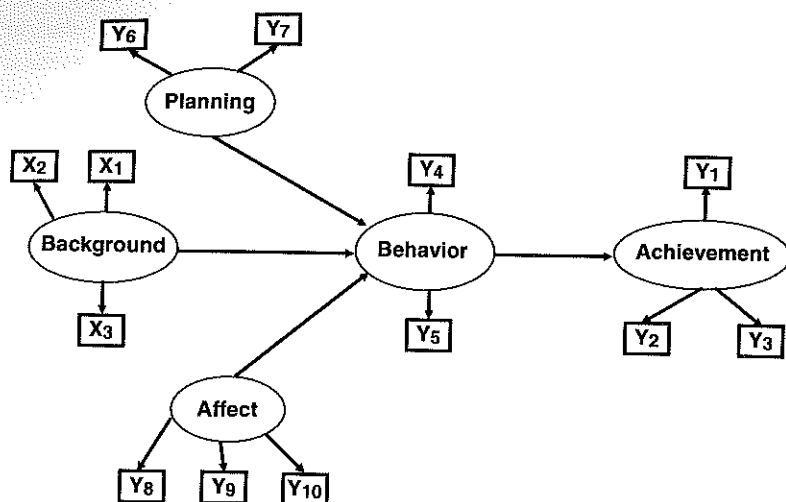 Y6 Y7
Planning
X2 X1 Y4 Y1
Background Behavior Achievement
X3 Y5 Y2 Y3
Affect
Y8 Y9 Y10